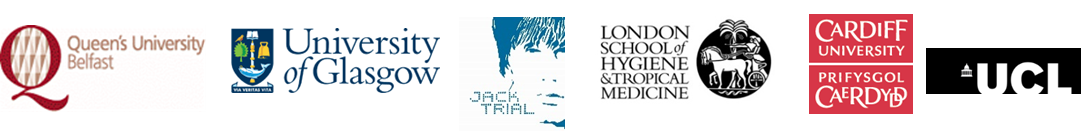 Queen's University
Belfast
University
of Glasgow
VIA VERITAS VITA
JACK
TRIAL
LONDON
SCHOOL of
HYGIENE
& TROPICAL
MEDICINE
CARDIFF
UNIVERSITY
PRIFYSGOL
CAERDYDD
UCL